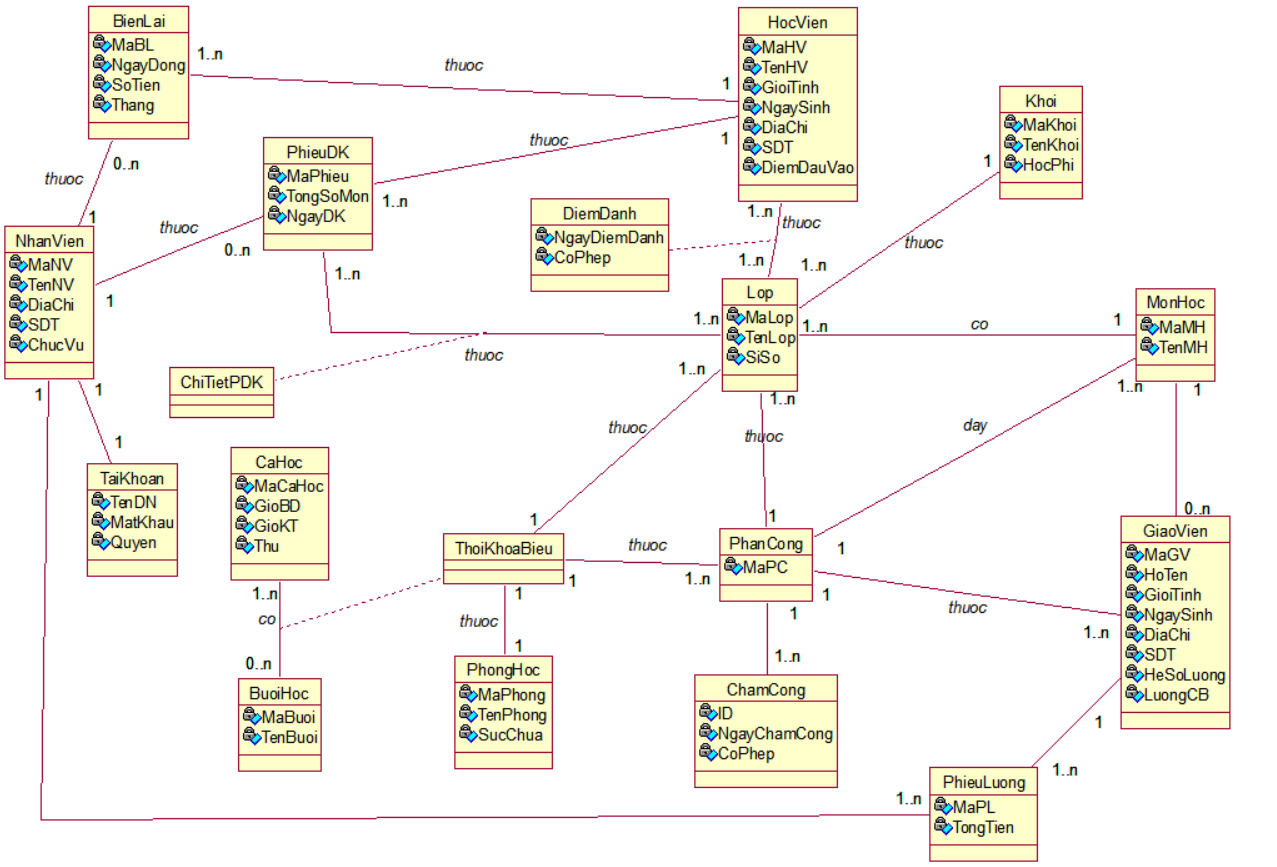 BienLai
MaBL
NgayDong
SoTien
Thang
1..n
thuoc
1
HocVien
MaHV
TenHV
GioiTinh
NgaySinh
DiaChi
SDT
DiemDauVao
Khoi
MaKhoi
TenKhoi
HocPhi
0..n
thuoc
1
PhieuDK
MaPhieu
TongSoMon
NgayDK
thuoc
1
1..n
1
thuoc
1..n
thuoc
0..n
1
NhanVien
MaNV
TenNV
DiaChi
SDT
ChucVu
DiemDanh
NgayDiemDanh
CoPhep
1..n
thuoc
1..n
1..n
1..n
1..n
thuoc
Lop
MaLop
TenLop
SiSo
1..n
co
1
MonHoc
MaMH
TenMH
ChiTietPDK
1
1
1
TaiKhoan
TenDN
MatKhau
Quyen
1..n
thuoc
1
1..n
thuoc
1
1..n
day
1
1
0..n
CaHoc
MaCaHoc
GioBD
GioKT
Thu
ThoiKhoaBieu
1
thuoc
1..n
PhanCong
MaPC
GiaoVien
MaGV
HoTen
GioiTinh
NgaySinh
DiaChi
SDT
HeSoLuong
LuongCB
1..n
co
0..n
1
thuoc
1
1
1..n
1
thuoc
1..n
BuoiHoc
MaBuoi
TenBuoi
PhongHoc
MaPhong
TenPhong
SucChua
ChamCong
ID
NgayChamCong
CoPhep
1
1..n
1..n
PhieuLuong
MaPL
TongTien